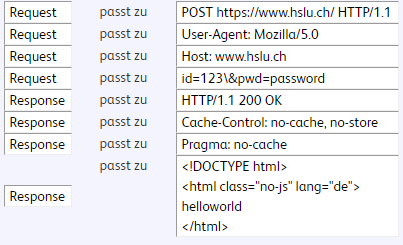 Request passt zu POST https://www.hslu.ch/ HTTP/1.1
Request passt zu User-Agent: Mozilla/5.0
Request passt zu Host: www.hslu.ch
Request passt zu id=123\&pwd=password
Response passt zu HTTP/1.1 200 OK
Response passt zu Cache-Control: no-cache, no-store
Response passt zu Pragma: no-cache
passt zu <!DOCTYPE html>
<html class="no-js" lang="de">
Response helloworld
</html>